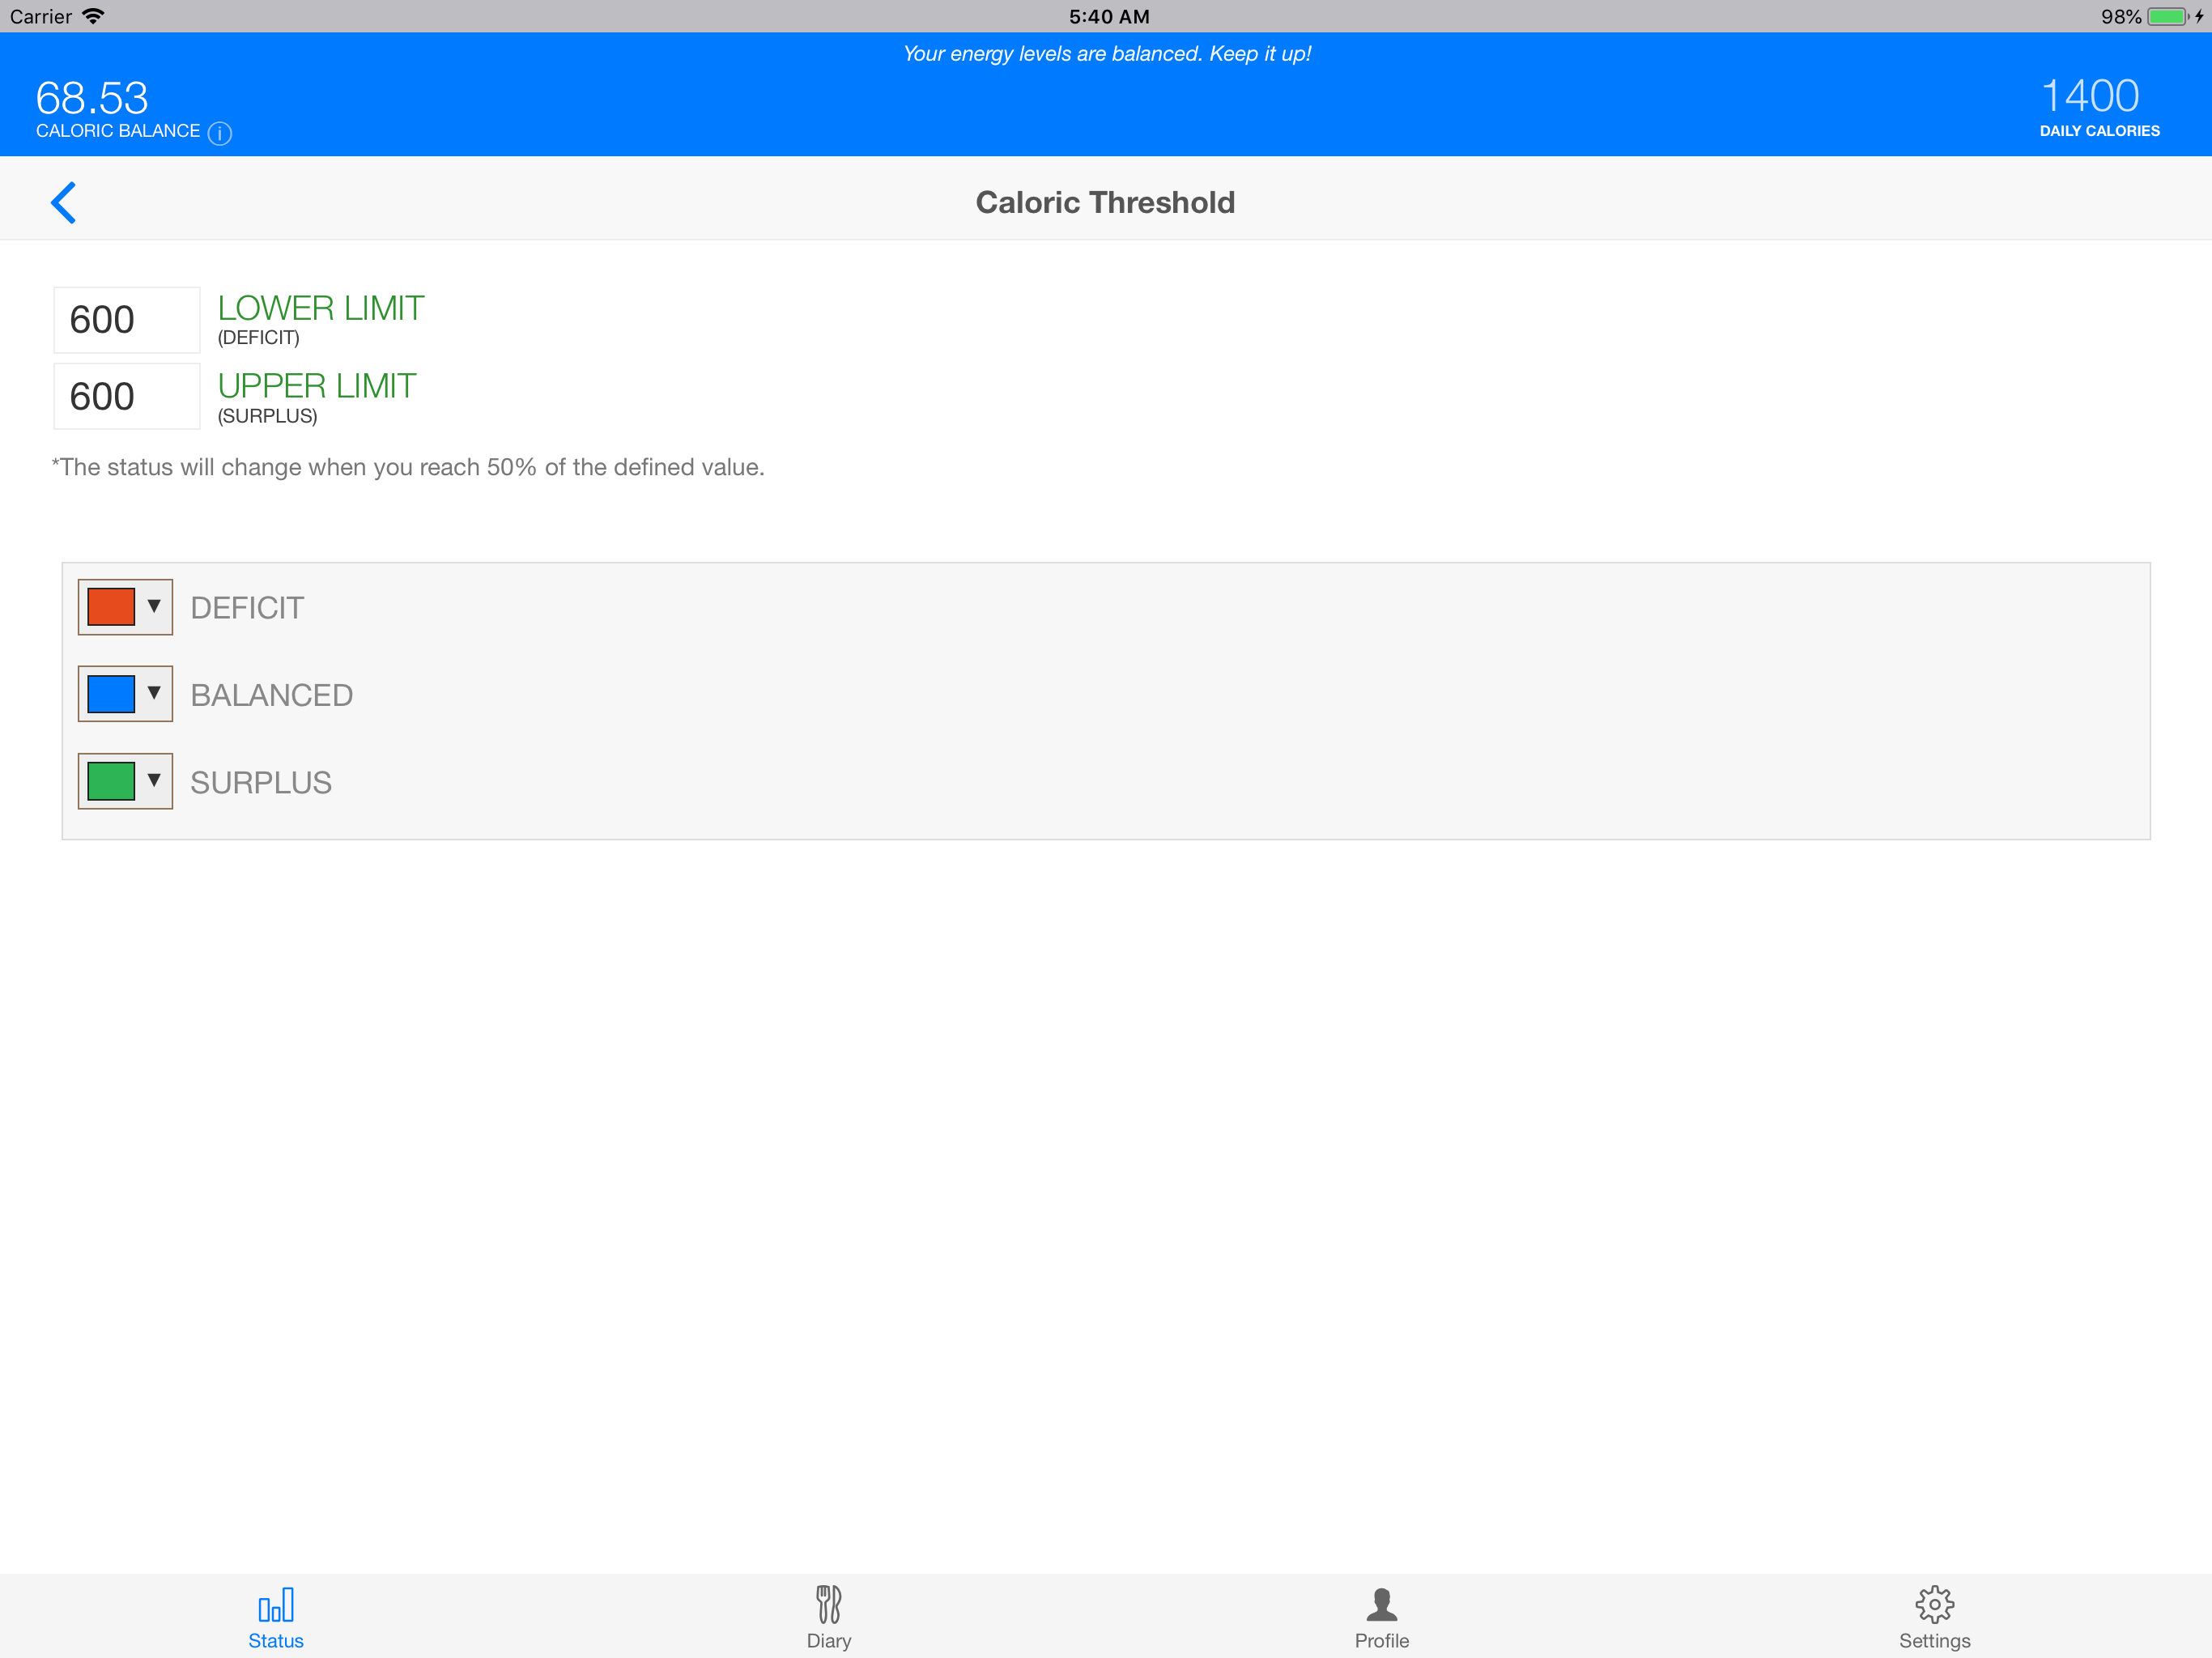 Carrier 5:40 AM 98%
Your energy levels are balanced. Keep it up!
68.53 1400
CALORIC BALANCE i DAILY CALORIES
Caloric Threshold
600 LOWER LIMIT
(DEFICIT)
600 UPPER LIMIT
(SURPLUS)
*The status will change when you reach 50% of the defined value.
DEFICIT
BALANCED
SURPLUS
Status Diary Profile Settings